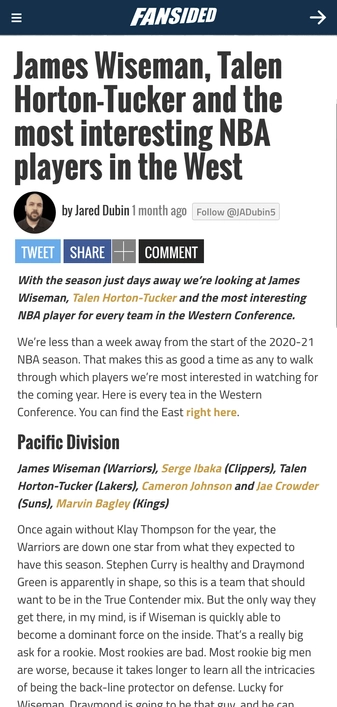 FANSIDED
James Wiseman, Talen
Horton-Tucker and the
most interesting NBA
players in the West
by Jared Dubin 1 month ago Follow @JADubin5
TWEET SHARE COMMENT
With the season just days away we're looking at James
Wiseman, Talen Horton-Tucker and the most interesting
NBA player for every team in the Western Conference.
We're less than a week away from the start of the 2020-21
NBA season. That makes this as good a time as any to walk
through which players we're most interested in watching for
the coming year. Here is every tea in the Western
Conference. You can find the East right here.
Pacific Division
James Wiseman (Warriors), Serge Ibaka (Clippers), Talen
Horton-Tucker (Lakers), Cameron Johnson and Jae Crowder
(Suns), Marvin Bagley (Kings)
Once again without Klay Thompson for the year, the
Warriors are down one star from what they expected to
have this season. Stephen Curry is healthy and Draymond
Green is apparently in shape, so this is a team that should
want to be in the True Contender mix. But the only way they
get there, in my mind, is if Wiseman is quickly able to
become a dominant force on the inside. That's a really big
ask for a rookie. Most rookies are bad. Most rookie big men
are worse, because it takes longer to learn all the intricacies
of being the back-line protector on defense. Lucky for
Wiseman, Draymond is going to be that guy, and he can